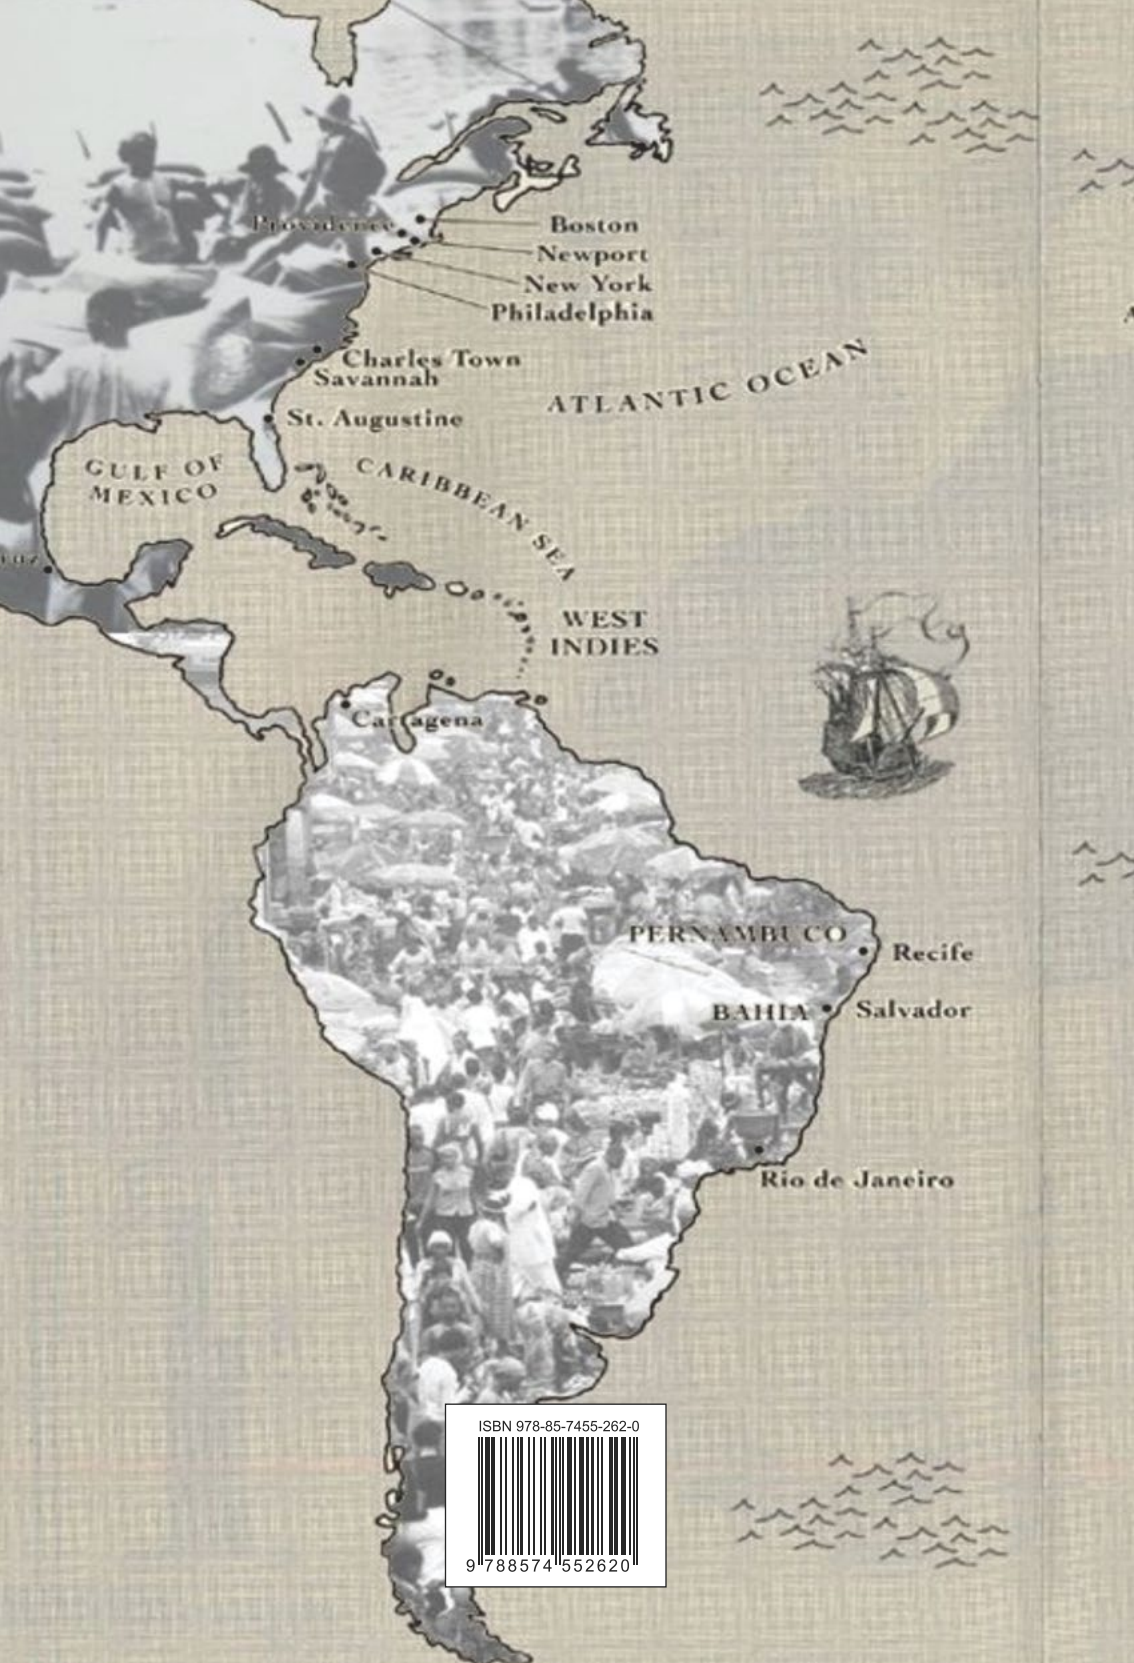 Providence
Boston
Newport
New York
Philadelphia
ATLANTIC OCEAN
Charles Town
Savannah
St. Augustine
GULF OF
MEXICO
CARIBBEAN SEA
WEST
INDIES
Cartagena
PERNAMBUCO
Recife
BAHIA
Salvador
Rio de Janeiro
ISBN 978-85-7455-262-0
9 788574 552620